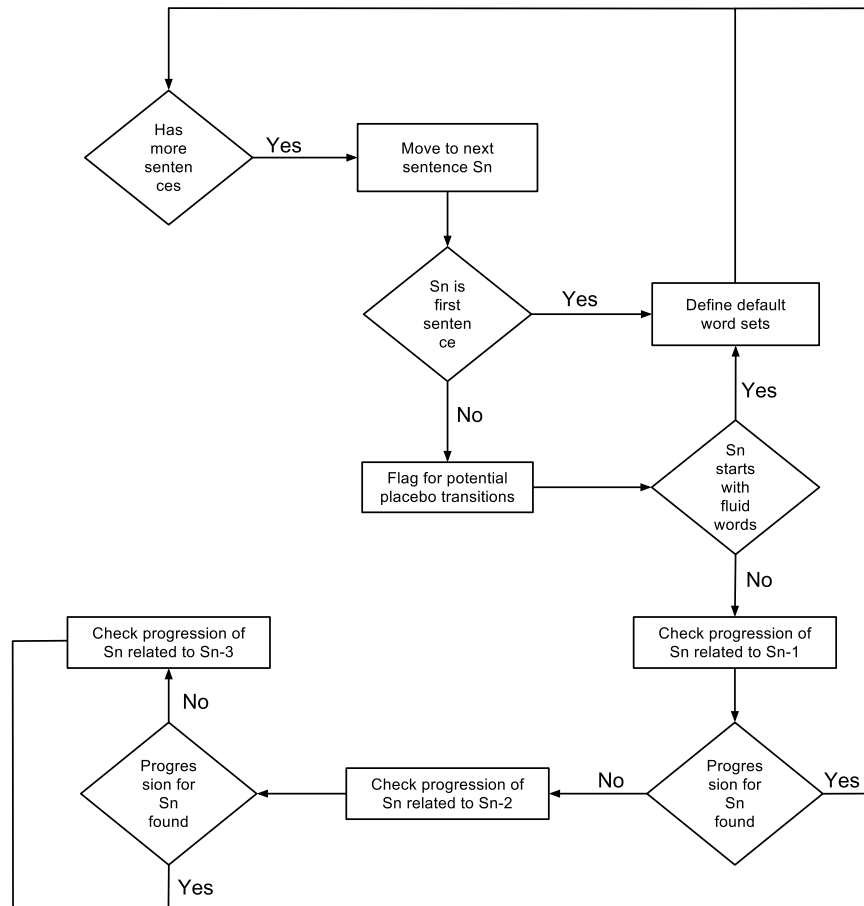 Has
more
senten
ces
Yes
Move to next
sentence Sn
Sn is
first
senten
ce
Yes
Define default
word sets
No
Yes
Flag for potential
placebo transitions
Sn
starts
with
fluid
words
No
Check progression of
Sn related to Sn-3
Check progression of
Sn related to Sn-1
No
Progres
sion for
Sn
found
Check progression of
Sn related to Sn-2
No
Progres
sion for
Sn
found
Yes
Yes